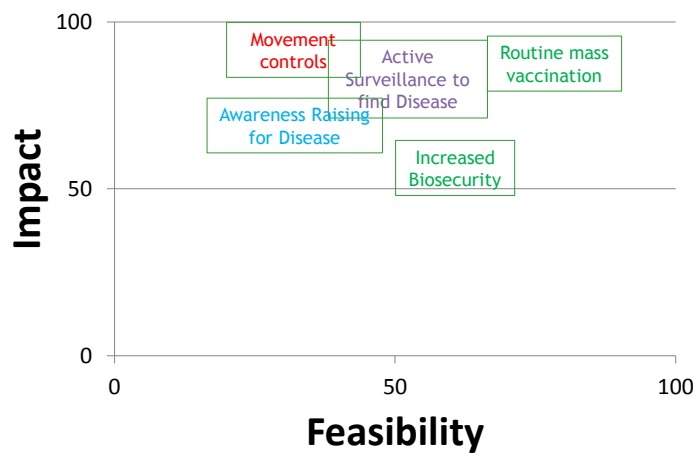 100
Movement
controls
Active
Surveillance to
find Disease
Routine mass
vaccination
Awareness Raising
for Disease
Increased
Biosecurity
Impact
50
0
0
50
100
Feasibility